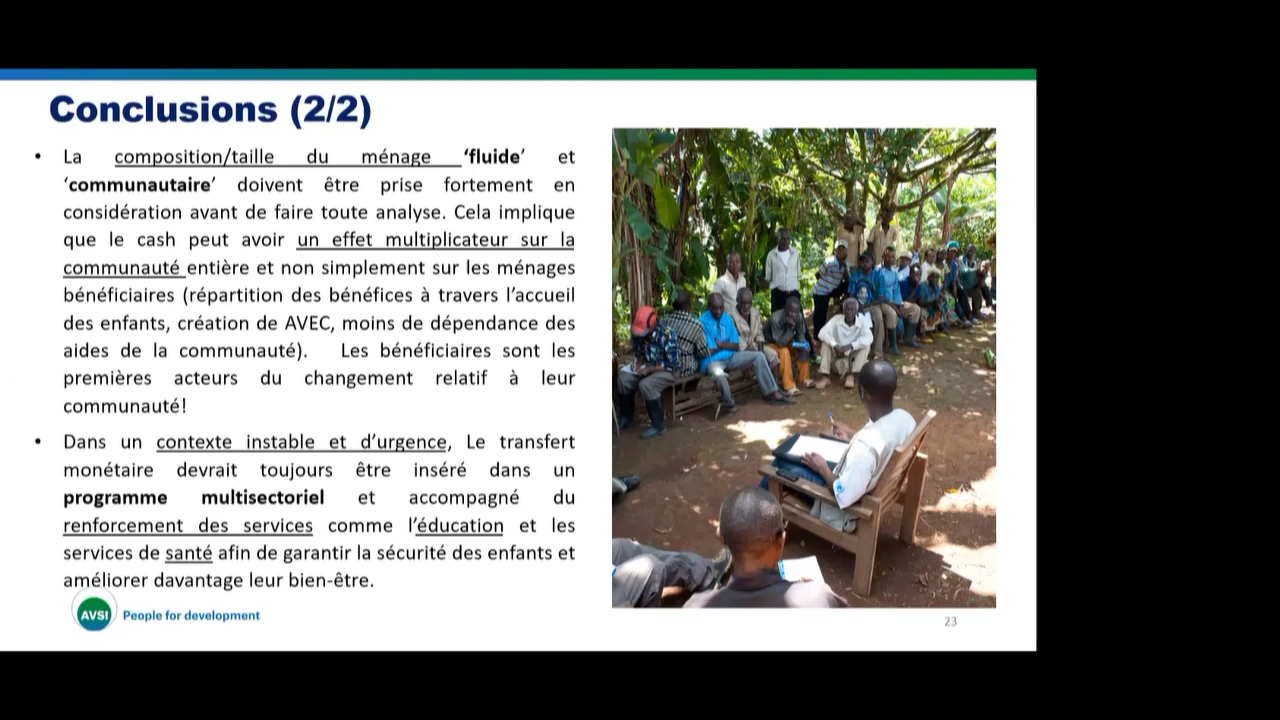 Conclusions (2/2)
• La composition/taille du ménage ‘fluide’ et
‘communautaire’ doivent être prise fortement en
considération avant de faire toute analyse. Cela implique
que le cash peut avoir un effet multiplicateur sur la
communauté entière et non simplement sur les ménages
bénéficiaires (répartition des bénéfices à travers l’accueil
des enfants, création de AVEC, moins de dépendance des
aides de la communauté). Les bénéficiaires sont les
premières acteurs du changement relatif à leur
communauté!
• Dans un contexte instable et d’urgence, Le transfert
monétaire devrait toujours être inséré dans un
programme multisectoriel et accompagné du
renforcement des services comme l’éducation et les
services de santé afin de garantir la sécurité des enfants et
améliorer davantage leur bien-être.
AVSI People for development
23